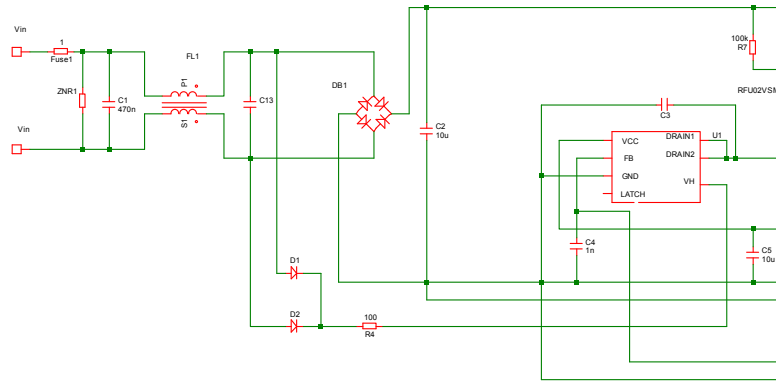 Vin
1
Fuse1
FL1
ZNR1
C1
470n
P1
S1
C13
DB1
C2
10u
100k
R7
RFU02VSM
C3
U1
VCC
FB
GND
LATCH
DRAIN1
DRAIN2
VH
Vin
C4
1n
C5
10u
D1
D2
100
R4